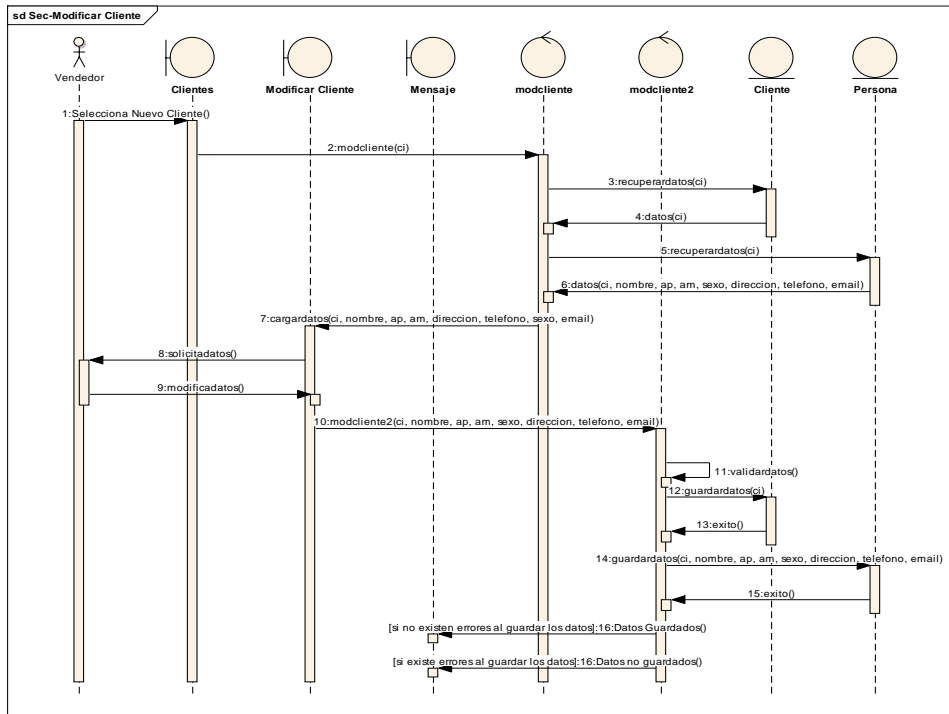 sd Sec-Modificar Cliente
Vendedor
Clientes
Modificar Cliente
Mensaje
modcliente
modcliente2
Cliente
Persona
1:Selecciona Nuevo Cliente()
2:modcliente(ci)
3:recuperardatos(ci)
4:datos(ci)
5:recuperardatos(ci)
6:datos(ci, nombre, ap, am, sexo, direccion, telefono, email)
7:cargardatos(ci, nombre, ap, am, direccion, telefono, sexo, email)
8:solicitadatos()
9:modificadatos()
10:modcliente2(ci, nombre, ap, am, sexo, direccion, telefono, email)
11:validardatos()
12:guardardatos(ci)
13:exito()
14:guardardatos(ci, nombre, ap, am, sexo, direccion, telefono, email)
15:exito()
[si no existen errores al guardar los datos]:16:Datos Guardados()
[si existe errores al guardar los datos]:16:Datos no guardados()